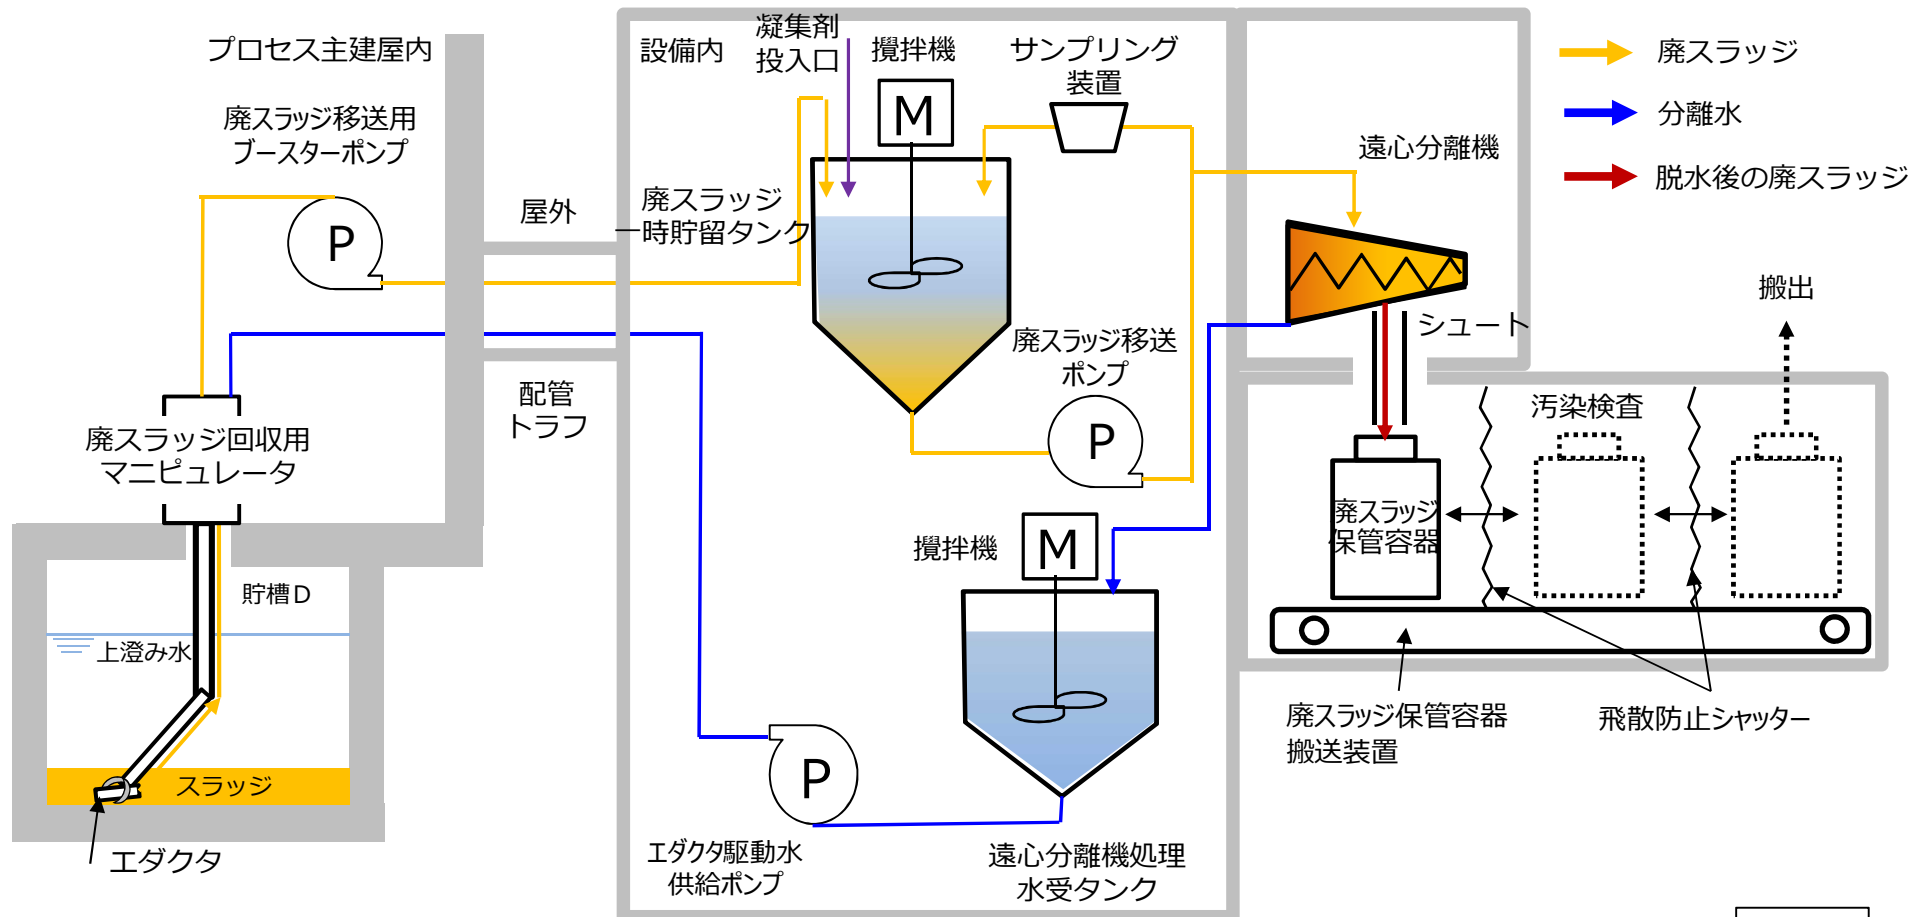 プロセス主建屋内
廃スラッジ移送用
ブースターポンプ
P
屋外
配管
トラフ
廃スラッジ回収用
マニピュレータ
貯槽D
上澄み水
スラッジ
エダクタ
設備内
凝集剤
投入口
攪拌機
M
サンプリング
装置
廃スラッジ
一時貯留タンク
廃スラッジ移送
ポンプ
P
攪拌機
M
P
エダクタ駆動水
供給ポンプ
遠心分離機処理
水受タンク
遠心分離機
シュート
搬出
汚染検査
廃スラッジ
保管容器
廃スラッジ保管容器
搬送装置
飛散防止シャッター
廃スラッジ
分離水
脱水後の廃スラッジ